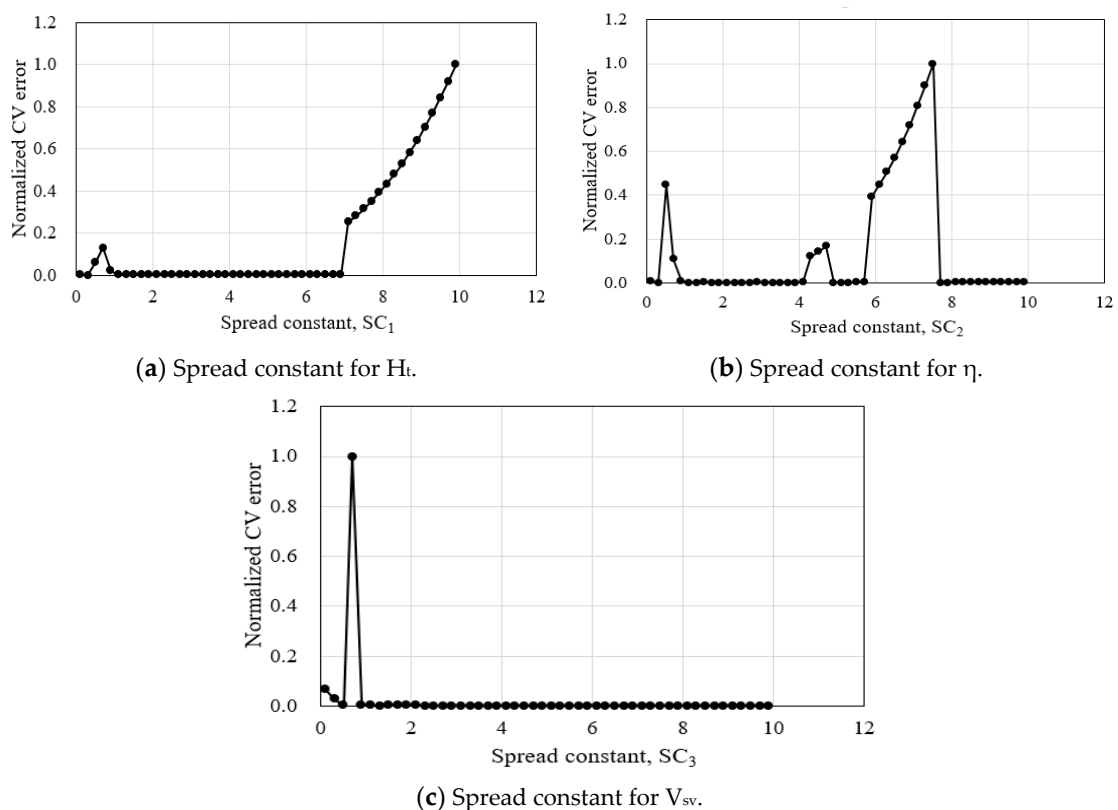 1.2
1.0
0.8
0.6
0.4
0.2
0.0
Normalized CV error
0 2 4 6 8 10 12
Spread constant, SC₁
(a) Spread constant for Hₜ.
1.2
1.0
0.8
0.6
0.4
0.2
0.0
Normalized CV error
0 2 4 6 8 10 12
Spread constant, SC₂
(b) Spread constant for η.
1.2
1.0
0.8
0.6
0.4
0.2
0.0
Normalized CV error
0 2 4 6 8 10 12
Spread constant, SC₃
(c) Spread constant for Vsv.